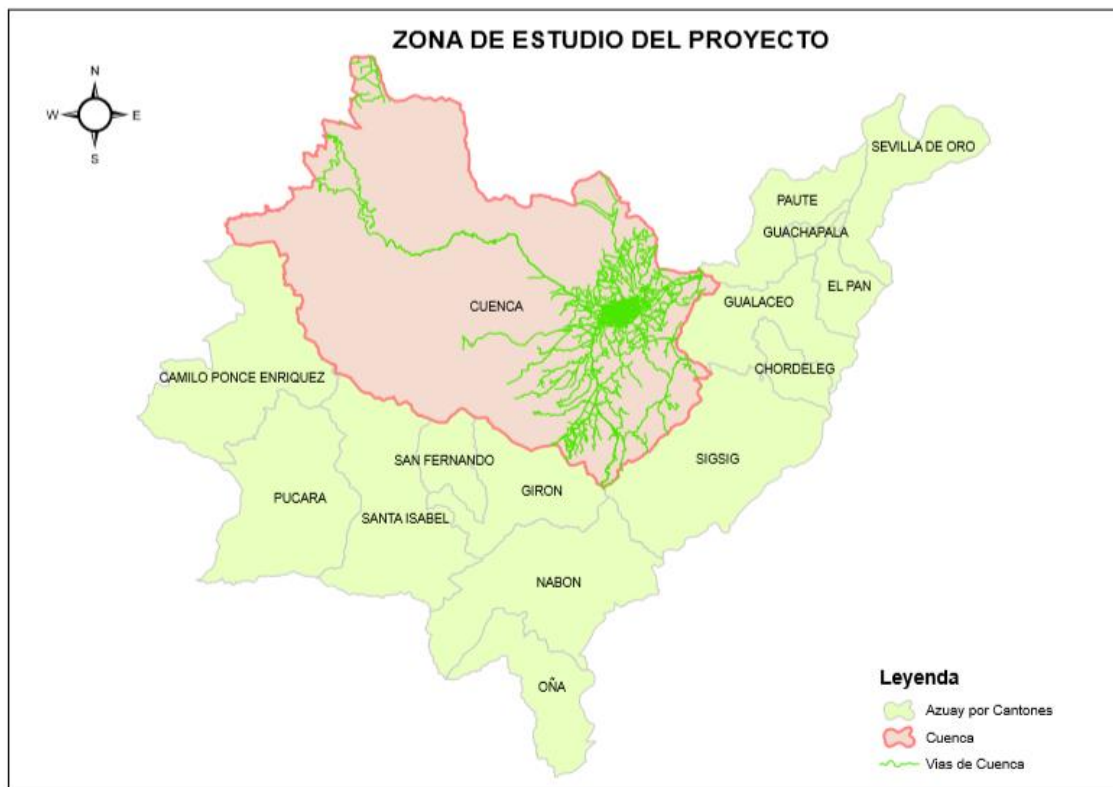 ZONA DE ESTUDIO DEL PROYECTO
N
W
E
S
SEVILLA DE ORO
PAUTE
GUACHAPALA
EL PAN
GUALACEO
CUENCA
CHORDELEG
CAMILO PONCE ENRIQUEZ
SAN FERNANDO
SIGSIG
GIRON
PUCARA
SANTA ISABEL
NABON
OÑA
Leyenda
Azuay por Cantones
Cuenca
Vias de Cuenca